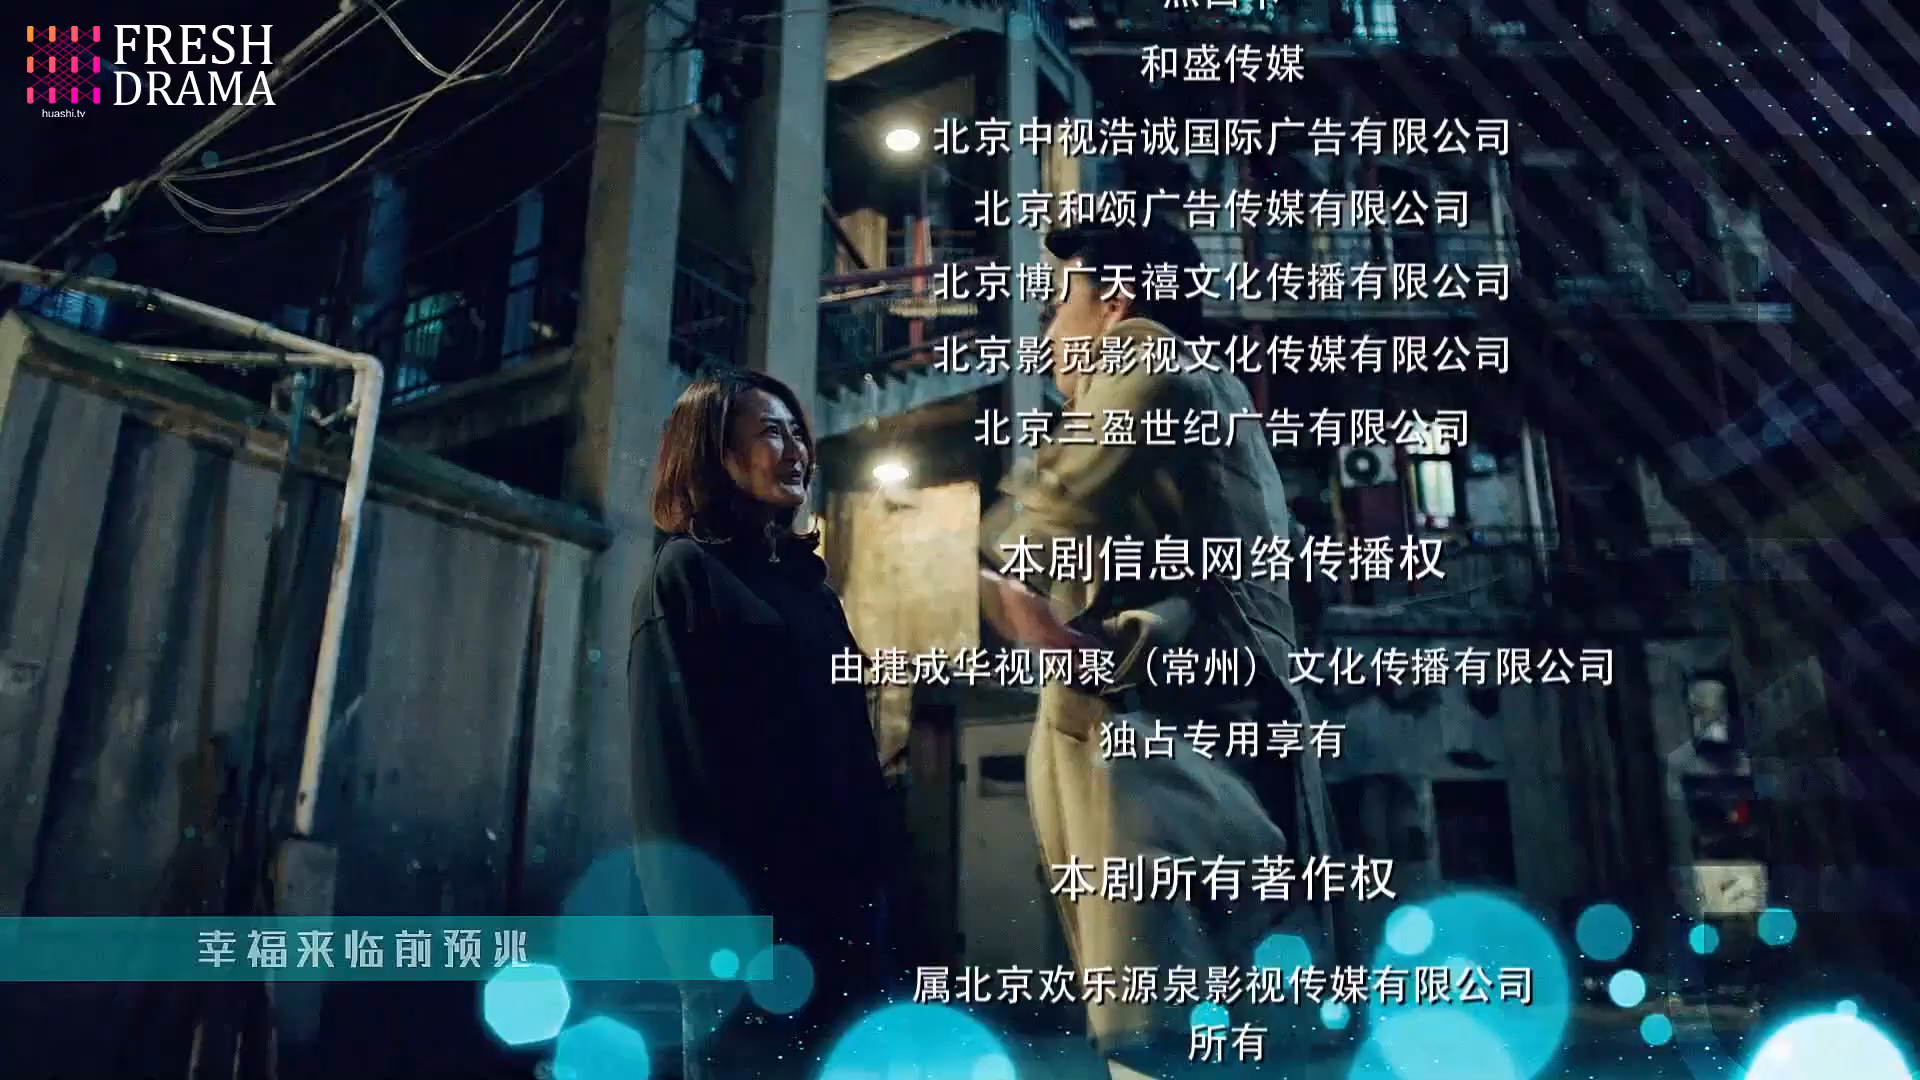 FRESH
DRAMA
huashi.tv
和盛传媒
北京中视浩诚国际广告有限公司
北京和颂广告传媒有限公司
北京博广天禧文化传播有限公司
北京影觅影视文化传媒有限公司
北京三盈世纪广告有限公司
本剧信息网络传播权
由捷成华视网聚（常州）文化传播有限公司
独占专用享有
本剧所有著作权
幸福来临前预兆
属北京欢乐源泉影视传媒有限公司
所有